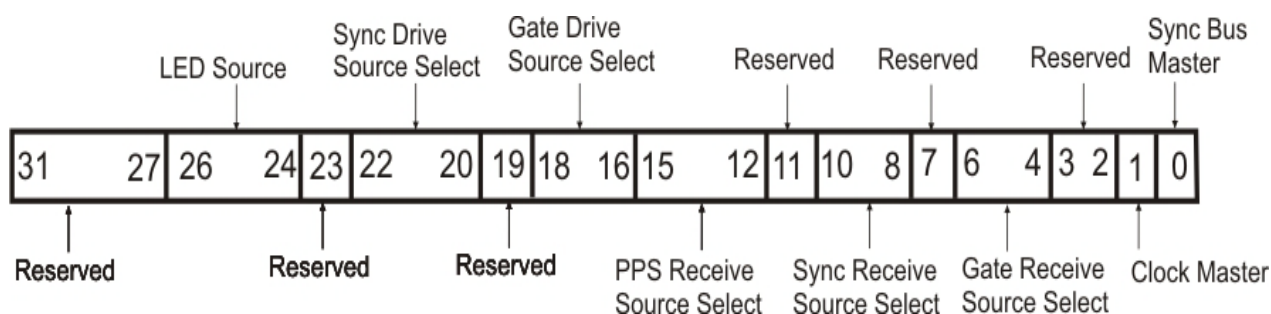 LED Source
Sync Drive
Source Select
Gate Drive
Source Select
Reserved
Reserved
Reserved
Sync Bus
Master
31 27 26 24 23 22 20 19 18 16 15 12 11 10 8 7 6 4 3 2 1 0
Reserved
Reserved
Reserved
PPS Receive
Source Select
Sync Receive
Source Select
Gate Receive
Source Select
Clock Master